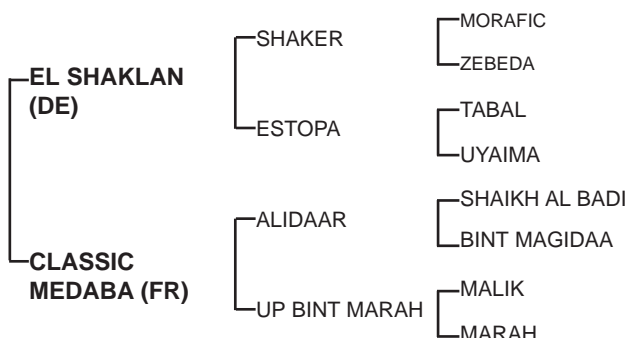 MORAFIC
SHAKER
ZEBEDA
EL SHAKLAN
(DE)
TABAL
ESTOPA
UYAIMA
SHAIKH AL BADI
ALIDAAR
BINT MAGIDAA
CLASSIC
MEDABA (FR)
MALIK
UP BINT MARAH
MARAH